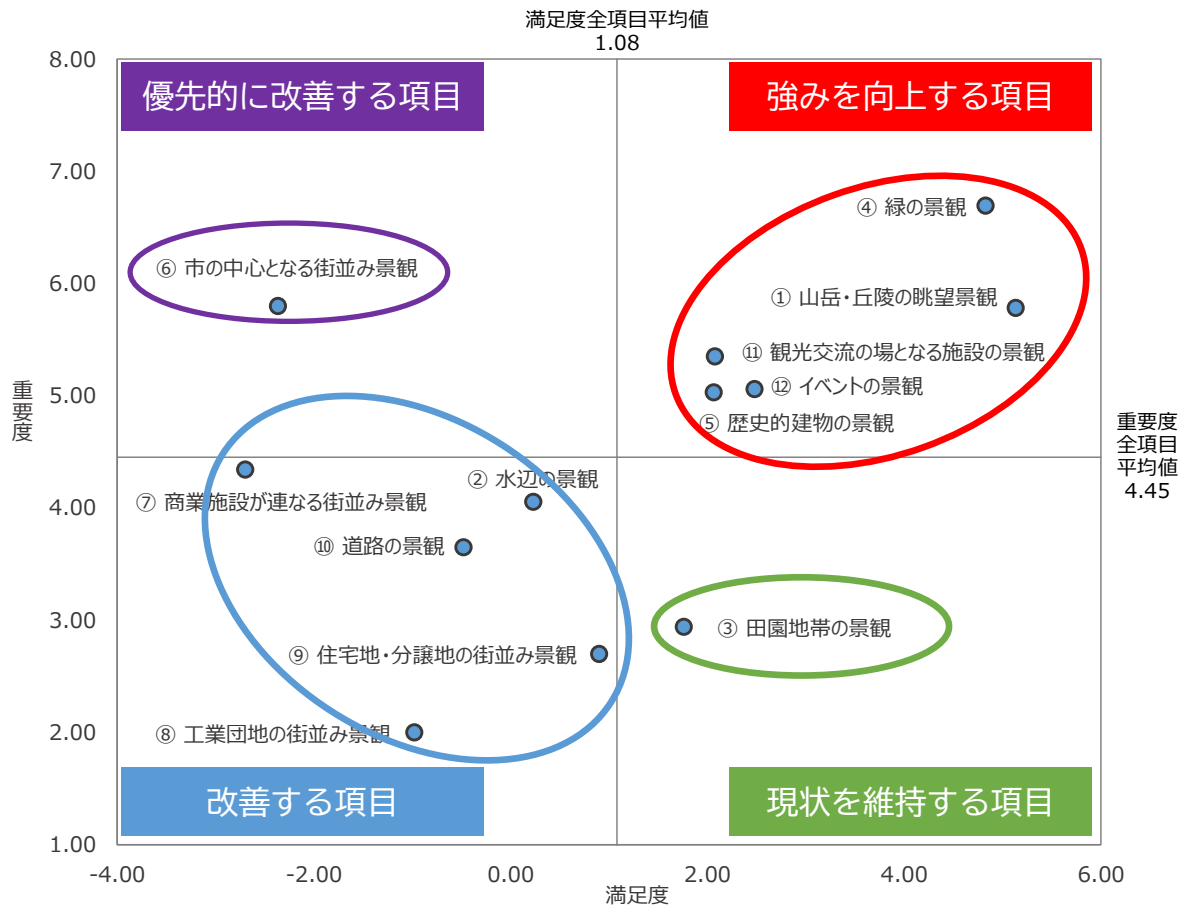 満足度全項目平均値
1.08
8.00
優先的に改善する項目
強みを向上する項目
7.00
④ 緑の景観
⑥ 市の中心となる街並み景観
6.00
① 山岳・丘陵の眺望景観
⑪ 観光交流の場となる施設の景観
⑫ イベントの景観
5.00
⑤ 歴史的建物の景観
重要度
重要度
全項目
平均値
4.45
② 水辺の景観
⑦ 商業施設が連なる街並み景観
4.00
⑩ 道路の景観
3.00
③ 田園地帯の景観
⑨ 住宅地・分譲地の街並み景観
2.00
⑧ 工業団地の街並み景観
改善する項目
現状を維持する項目
1.00
-4.00
-2.00
0.00
2.00
4.00
6.00
満足度